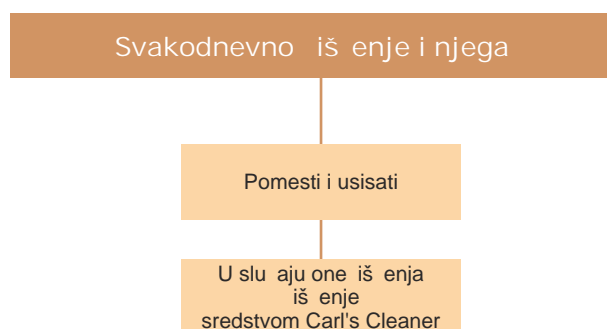 Svakodnevno iš enje i njega
Pomesti i usisati
U slu aju one iš enja
iš enje
sredstvom Carl's Cleaner